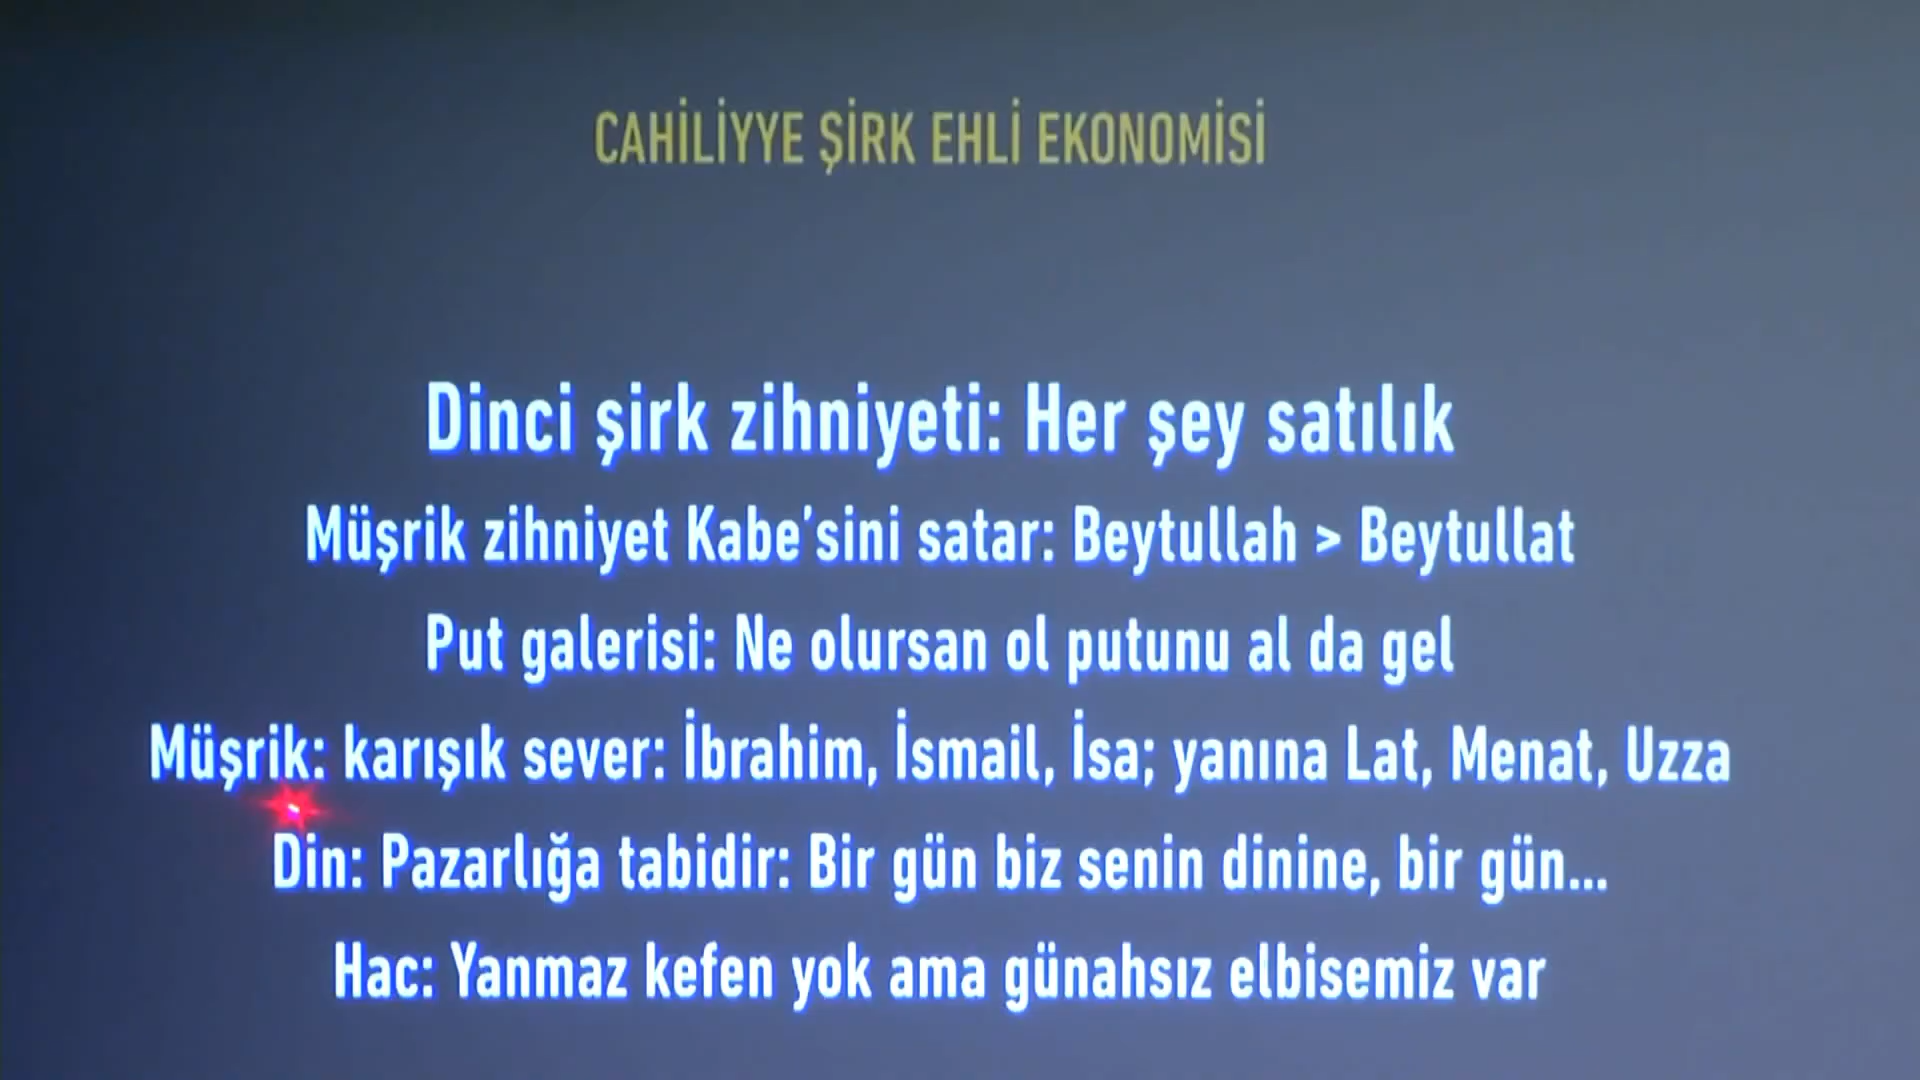 CAHİLİYYE ŞİRK EHLİ EKONOMİSİ
Dinci şirk zihniyeti: Her şey satılık
Müşrik zihniyet Kabe'sini satar: Beytullah > Beytullat
Put galerisi: Ne olursan ol putunu al da gel
Müşrik: karışık sever: İbrahim, İsmail, İsa; yanına Lat, Menat, Uzza
Din: Pazarlığa tabidir: Bir gün biz senin dinine, bir gün...
Hac: Yanmaz kefen yok ama günahsız elbisemiz var